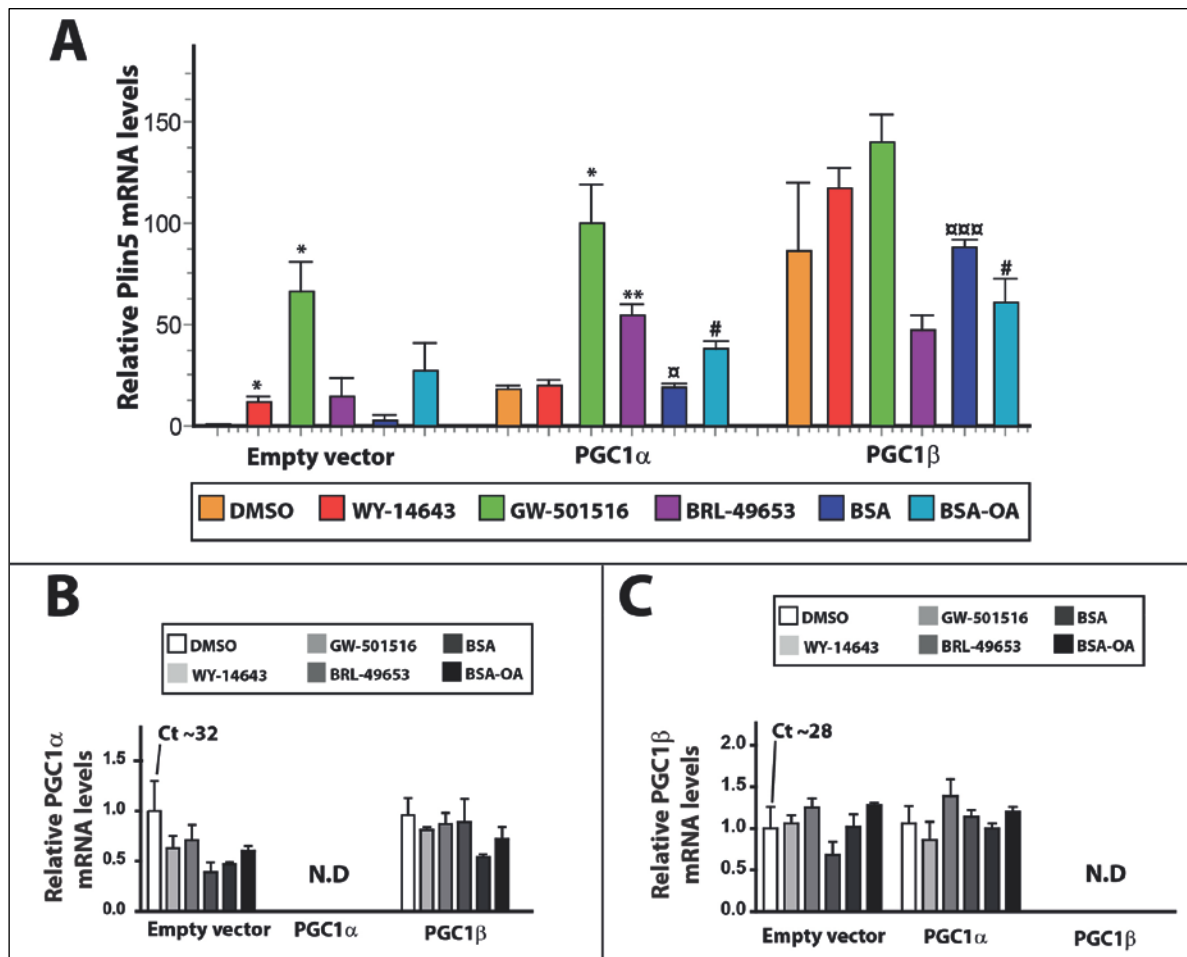 A
Relative Plin5 mRNA levels
150
100
50
0
*
*
*
**
¤
#
¤¤¤
#
Empty vector PGC1α PGC1β
DMSO WY-14643 GW-501516 BRL-49653 BSA BSA-OA
B
DMSO GW-501516 BSA
WY-14643 BRL-49653 BSA-OA
Relative PGC1α
mRNA levels
Ct ~32
1.5
1.0
0.5
0.0
N.D
Empty vector PGC1α PGC1β
C
DMSO GW-501516 BSA
WY-14643 BRL-49653 BSA-OA
Relative PGC1β
mRNA levels
Ct ~28
2.0
1.5
1.0
0.5
0.0
N.D
Empty vector PGC1α PGC1β